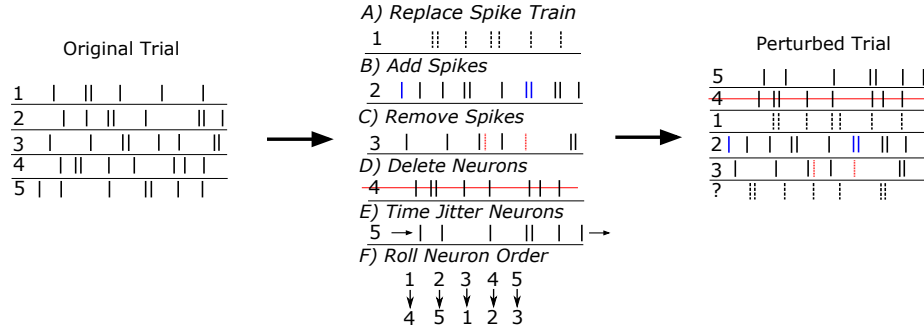 Original Trial
1
2
3
4
5
A) Replace Spike Train
1
B) Add Spikes
2
C) Remove Spikes
3
D) Delete Neurons
4
E) Time Jitter Neurons
5
F) Roll Neuron Order
1 2 3 4 5
4 5 1 2 3
Perturbed Trial
5
4
1
2
3
?